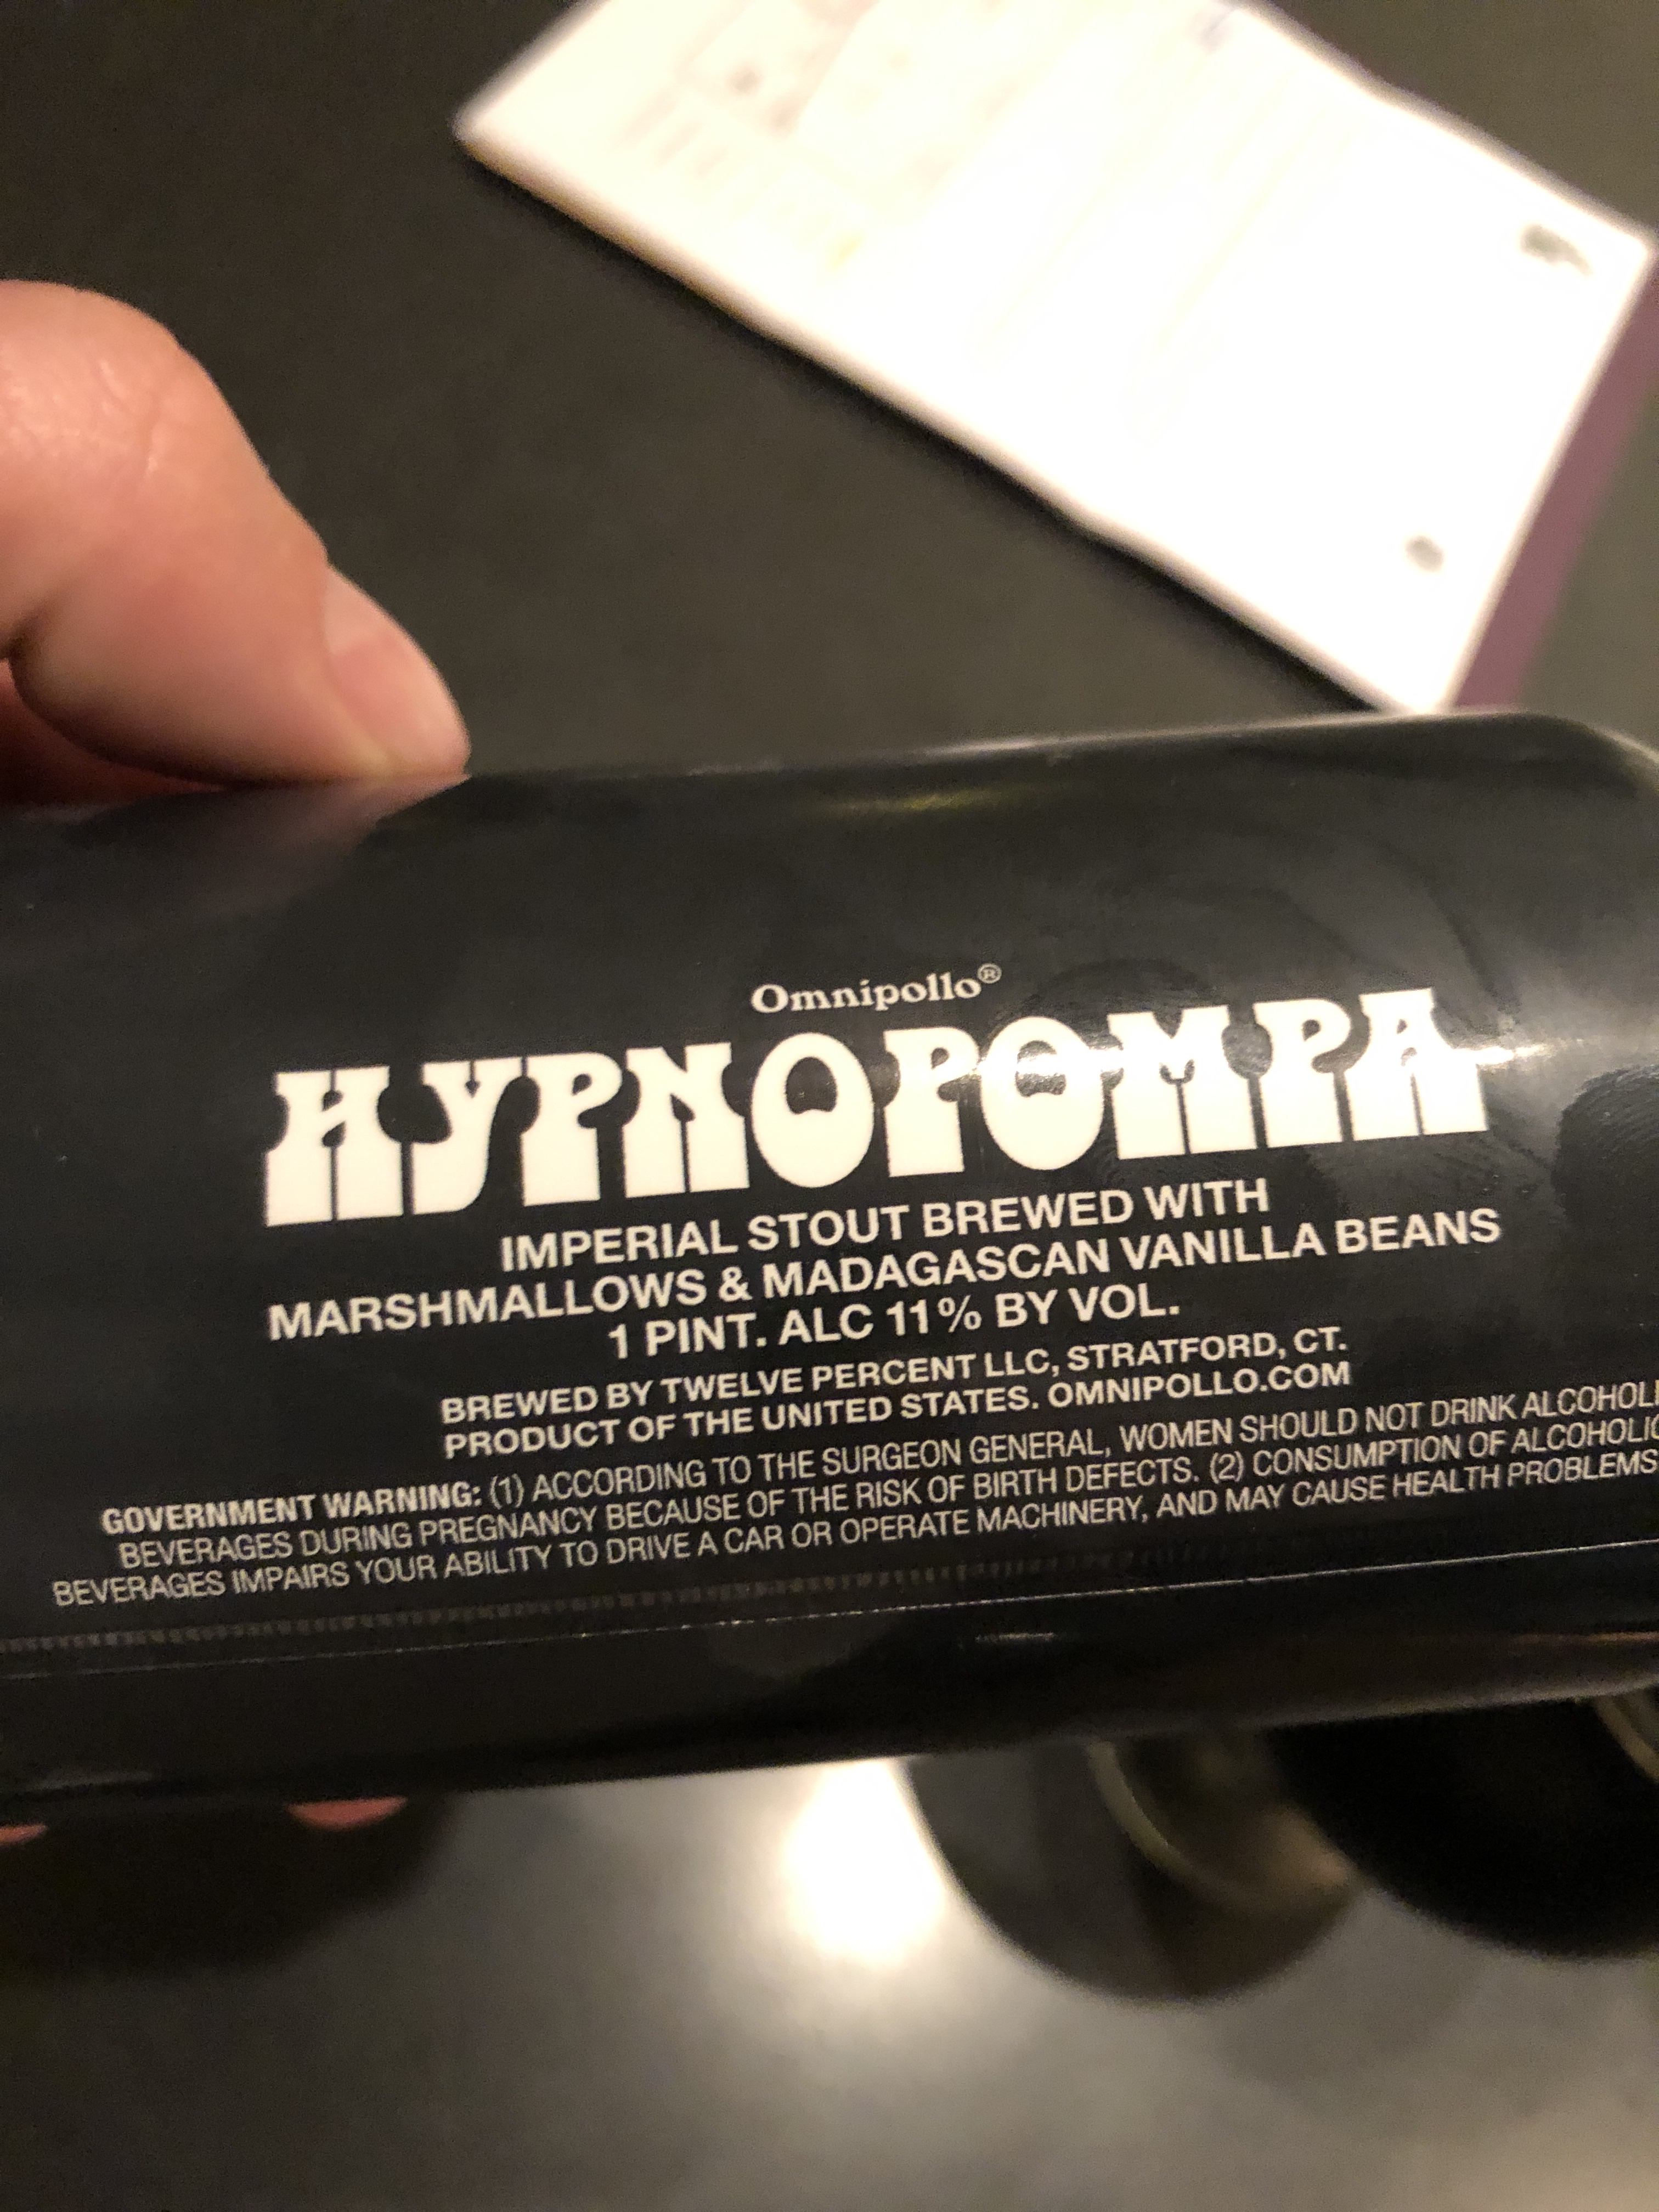 Omnipollo®
HYPNOPOMPA
IMPERIAL STOUT BREWED WITH
MARSHMALLOWS & MADAGASCAN VANILLA BEANS
1 PINT. ALC 11% BY VOL.
BREWED BY TWELVE PERCENT LLC, STRATFORD, CT.
PRODUCT OF THE UNITED STATES. OMNIPOLLO.COM
GOVERNMENT WARNING: (1) ACCORDING TO THE SURGEON GENERAL, WOMEN SHOULD NOT DRINK ALCOHOLI
BEVERAGES DURING PREGNANCY BECAUSE OF THE RISK OF BIRTH DEFECTS. (2) CONSUMPTION OF ALCOHOLIC
BEVERAGES IMPAIRS YOUR ABILITY TO DRIVE A CAR OR OPERATE MACHINERY, AND MAY CAUSE HEALTH PROBLEMS